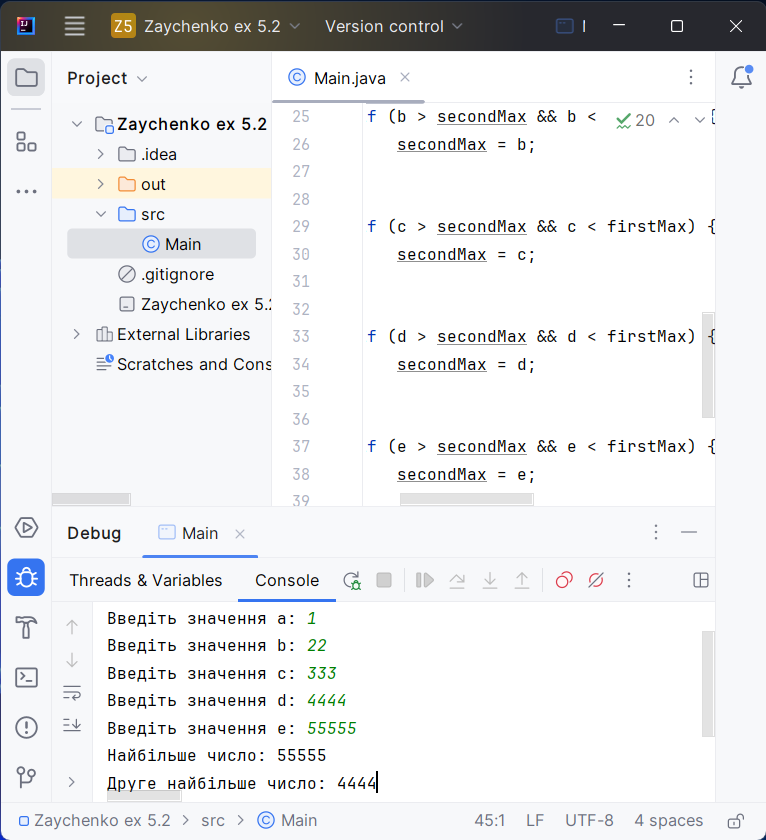 Z5 Zaychenko ex 5.2 Version control
Project
Main.java
Zaychenko ex 5.2
.idea
out
src
Main
.gitignore
Zaychenko ex 5.2
External Libraries
Scratches and Cons
20
25 f (b > secondMax && b <
26 secondMax = b;
27
28
29 f (c > secondMax && c < firstMax) {
30 secondMax = c;
31
32
33 f (d > secondMax && d < firstMax) {
34 secondMax = d;
35
36
37 f (e > secondMax && e < firstMax) {
38 secondMax = e;
39
Debug Main
Threads & Variables Console
Введіть значення a: 1
Введіть значення b: 22
Введіть значення c: 333
Введіть значення d: 4444
Введіть значення e: 55555
Найбільше число: 55555
Друге найбільше число: 4444
Zaychenko ex 5.2 > src > Main 45:1 LF UTF-8 4 spaces